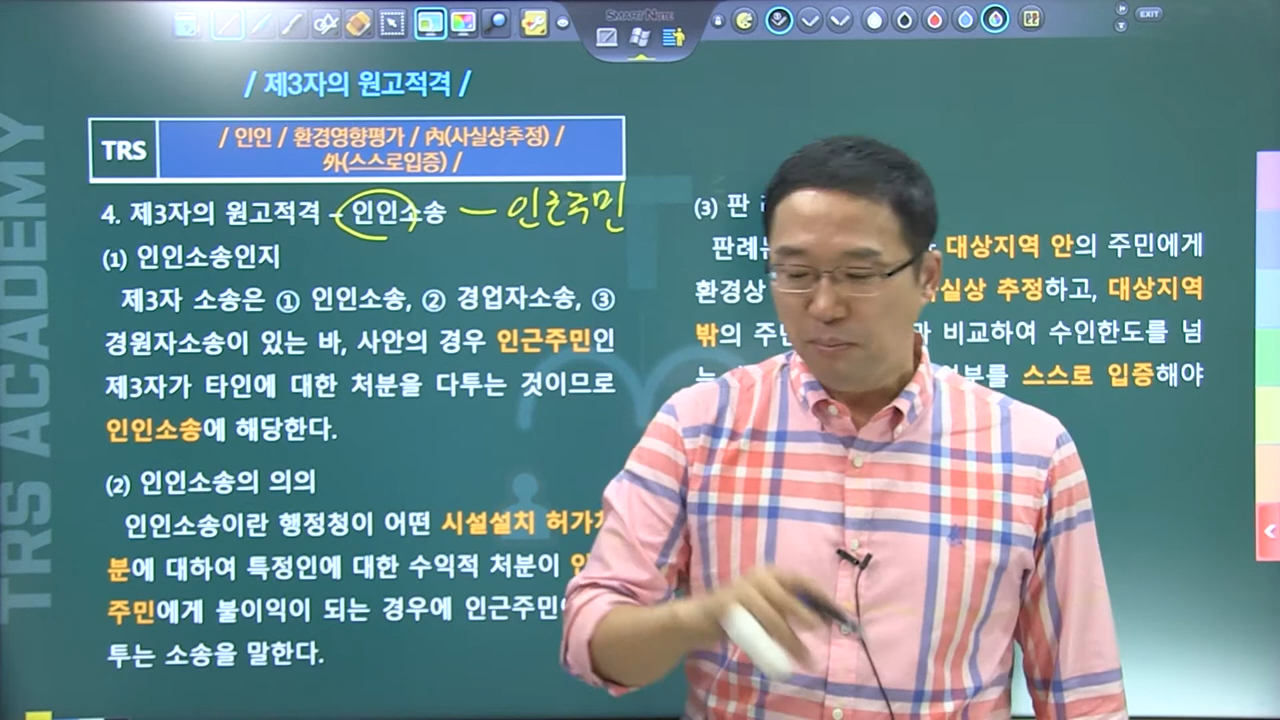 SMARTNOTE
EXIT
/ 제3자의 원고적격 /
TRS
/ 인인 / 환경영향평가 / 內(사실상추정) /
外(스스로입증) /
4. 제3자의 원고적격 - 인인소송 - 인근주민
(1) 인인소송인지
제3자 소송은 ① 인인소송, ② 경업자소송, ③
경원자소송이 있는 바, 사안의 경우 인근주민인
제3자가 타인에 대한 처분을 다투는 것이므로
인인소송에 해당한다.
(2) 인인소송의 의의
인인소송이란 행정청이 어떤 시설설치 허가처
분에 대하여 특정인에 대한 수익적 처분이
주민에게 불이익이 되는 경우에 인근주민이
투는 소송을 말한다.
(3) 판
판례는 대상지역 안의 주민에게
환경상 실상 추정하고, 대상지역
밖의 주민 비교하여 수인한도를 넘
는 여부를 스스로 입증해야
TRS ACADEMY